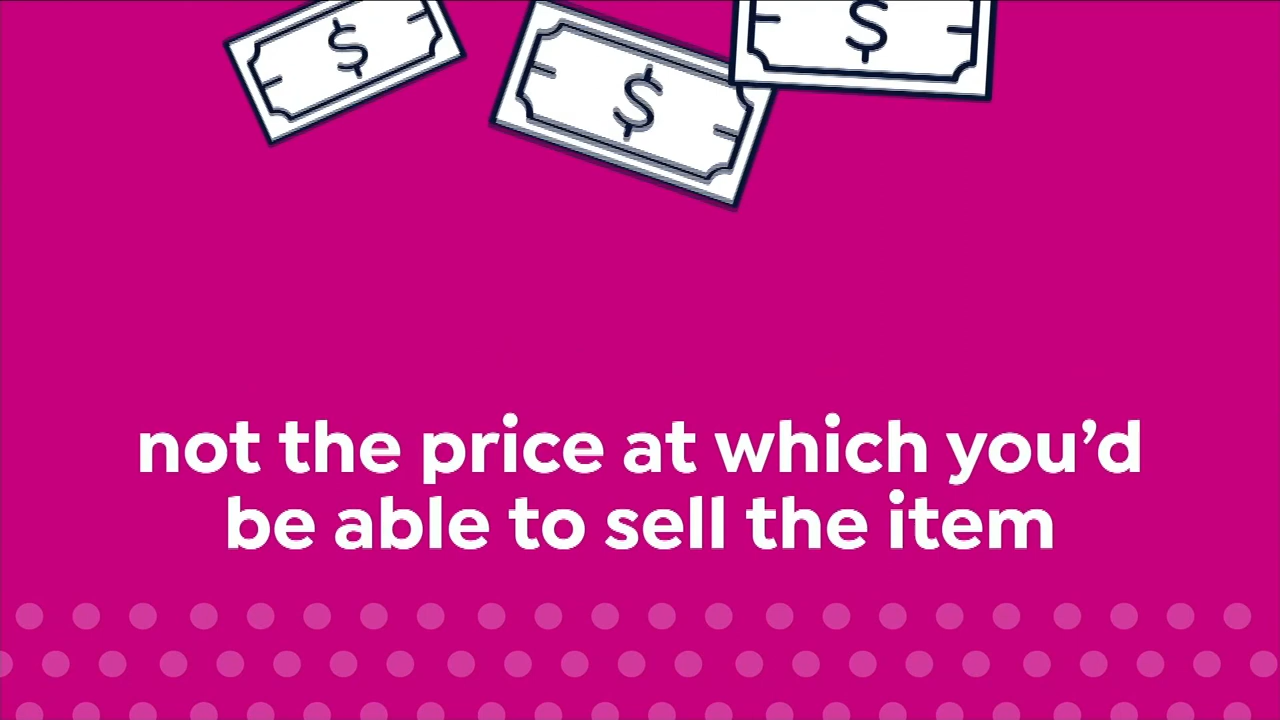 $
$
$
not the price at which you’d
be able to sell the item